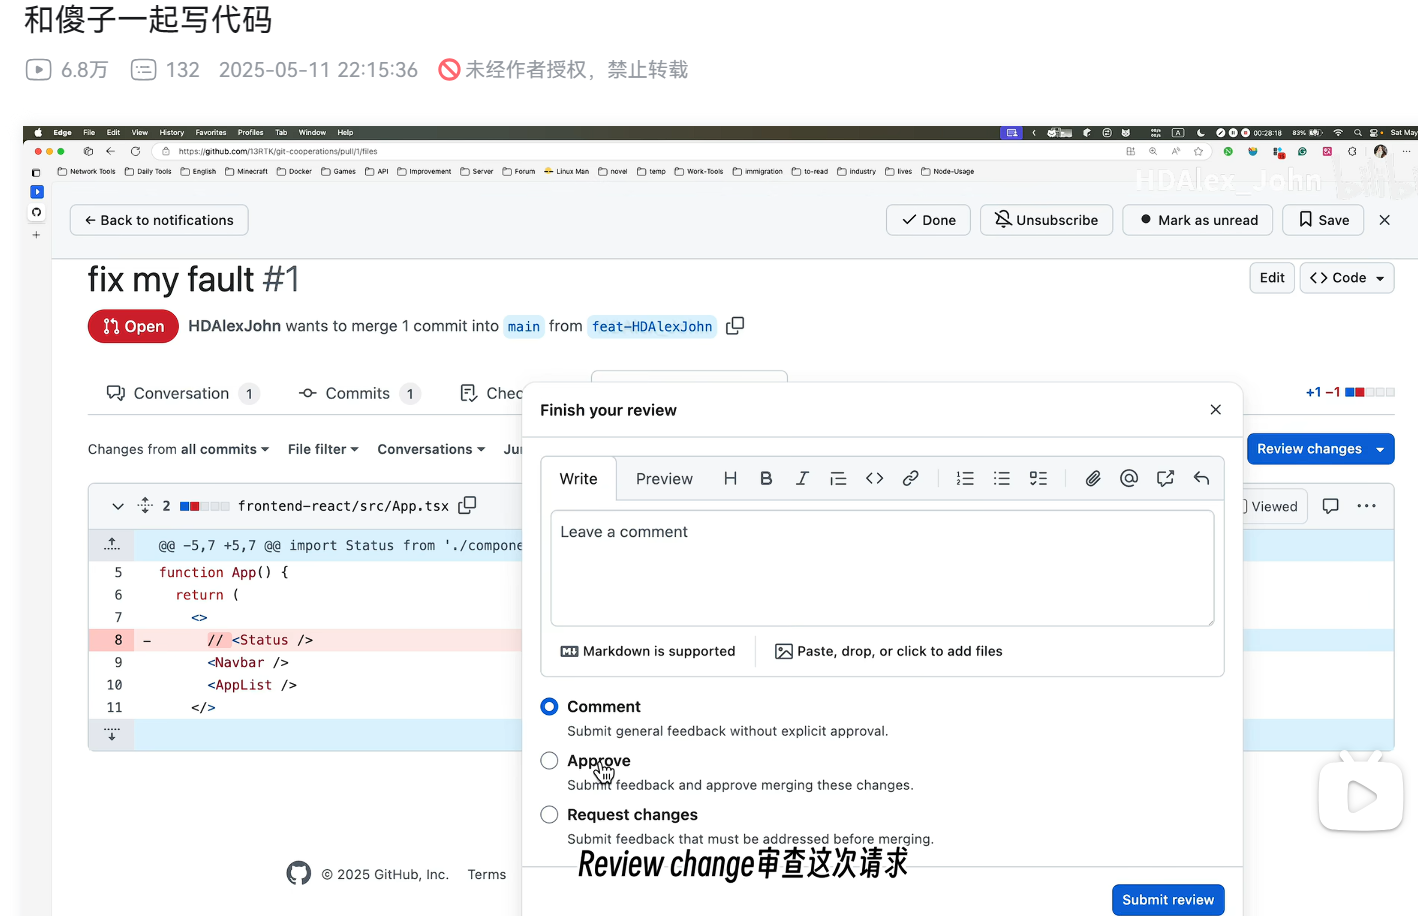 和傻子一起写代码
6.8万 132 2025-05-11 22:15:36 未经作者授权，禁止转载
Edge File Edit View History Favorites Profiles Tab Window Help
00:28:18 83% Sat May
https://github.com/13RTK/git-cooperations/pull/1/files
Network Tools Daily Tools English Minecraft Docker Games API Improvement Server Forum Linux Man novel temp Work-Tools immigration to-read industry lives Node-Usage
HDAlex_John bilibili
Back to notifications Done Unsubscribe Mark as unread Save
fix my fault #1 Edit Code
Open HDAlexJohn wants to merge 1 commit into main from feat-HDAlexJohn
Conversation 1 Commits 1 Chec +1 −1
Finish your review
Changes from all commits File filter Conversations Ju Review changes
Write Preview
2 frontend-react/src/App.tsx Viewed
Leave a comment
@@ -5,7 +5,7 @@ import Status from './compone
5 function App() {
6 return (
7 <>
8 - // <Status />
9 <Navbar />
10 <AppList />
11 </>
Markdown is supported Paste, drop, or click to add files
Comment
Submit general feedback without explicit approval.
Approve
Submit feedback and approve merging these changes.
Request changes
Submit feedback that must be addressed before merging.
Review change审查这次请求
© 2025 GitHub, Inc. Terms
Submit review